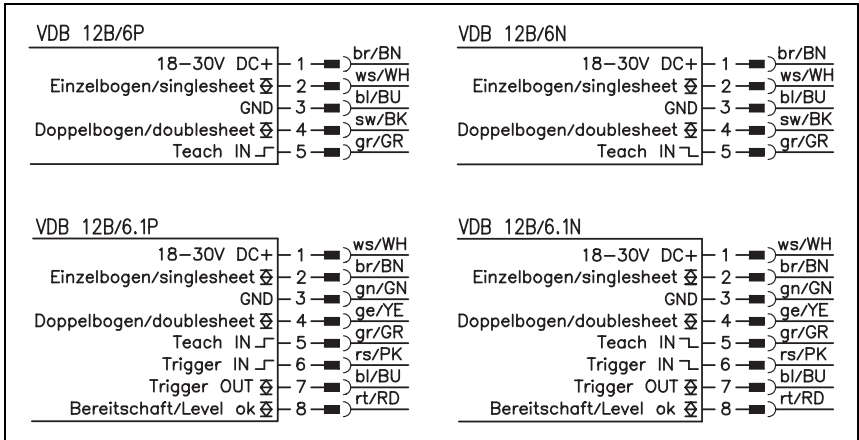 VDB 12B/6P
18-30V DC+ 1 br/BN
Einzelbogen/singlesheet 2 ws/WH
GND 3 bl/BU
Doppelbogen/doublesheet 4 sw/BK
Teach IN 5 gr/GR
VDB 12B/6N
18-30V DC+ 1 br/BN
Einzelbogen/singlesheet 2 ws/WH
GND 3 bl/BU
Doppelbogen/doublesheet 4 sw/BK
Teach IN 5 gr/GR
VDB 12B/6.1P
18-30V DC+ 1 ws/WH
Einzelbogen/singlesheet 2 br/BN
GND 3 gn/GN
Doppelbogen/doublesheet 4 ge/YE
Teach IN 5 gr/GR
Trigger IN 6 rs/PK
Trigger OUT 7 bl/BU
Bereitschaft/Level ok 8 rt/RD
VDB 12B/6.1N
18-30V DC+ 1 ws/WH
Einzelbogen/singlesheet 2 br/BN
GND 3 gn/GN
Doppelbogen/doublesheet 4 ge/YE
Teach IN 5 gr/GR
Trigger IN 6 rs/PK
Trigger OUT 7 bl/BU
Bereitschaft/Level ok 8 rt/RD